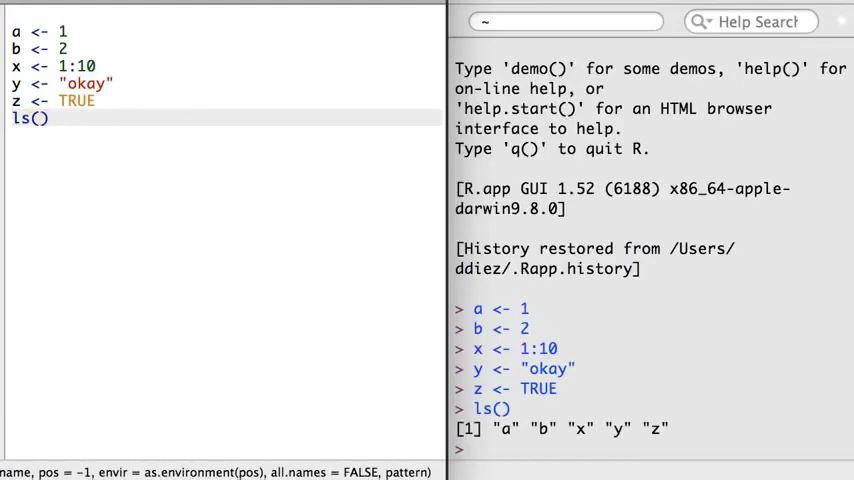 a <- 1
b <- 2
x <- 1:10
y <- "okay"
z <- TRUE
ls()
name, pos = -1, envir = as.environment(pos), all.names = FALSE, pattern)
~
Help Search
Type 'demo()' for some demos, 'help()' for
on-line help, or
'help.start()' for an HTML browser
interface to help.
Type 'q()' to quit R.
[R.app GUI 1.52 (6188) x86_64-apple-
darwin9.8.0]
[History restored from /Users/
ddiez/.Rapp.history]
> a <- 1
> b <- 2
> x <- 1:10
> y <- "okay"
> z <- TRUE
> ls()
[1] "a" "b" "x" "y" "z"
>